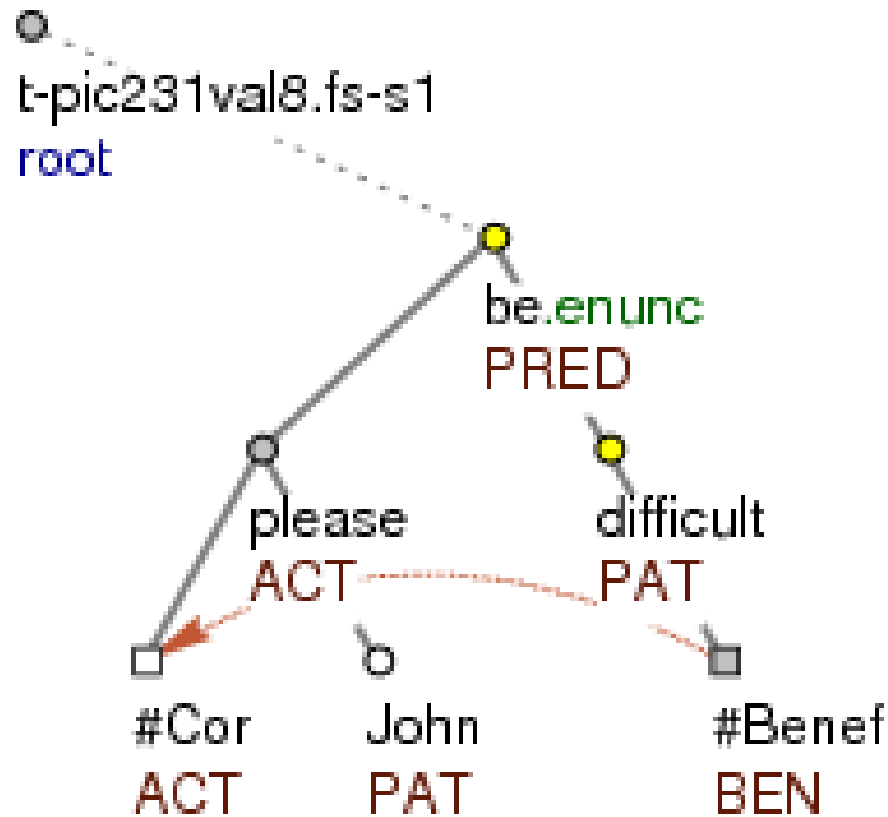 t-pic231val8.fs-s1
root
be.enunc
PRED
please
ACT
difficult
PAT
#Cor
ACT
John
PAT
#Benef
BEN